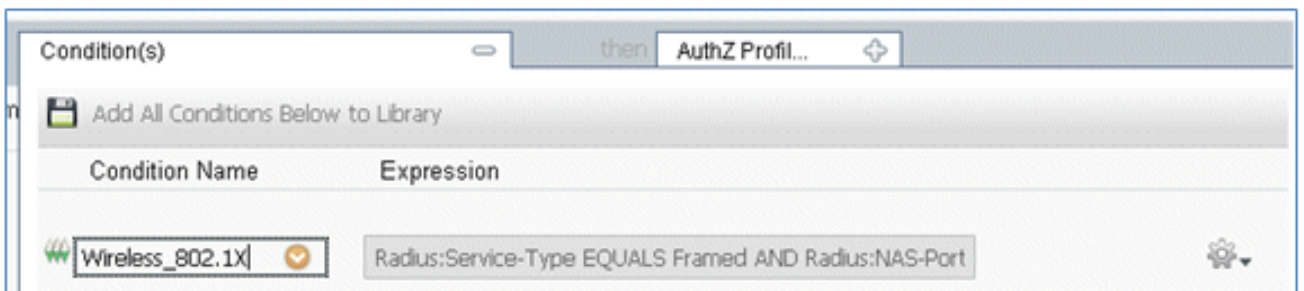 Condition(s) then AuthZ Profil...
Add All Conditions Below to Library
Condition Name Expression
Wireless_802.1X Radius:Service-Type EQUALS Framed AND Radius:NAS-Port